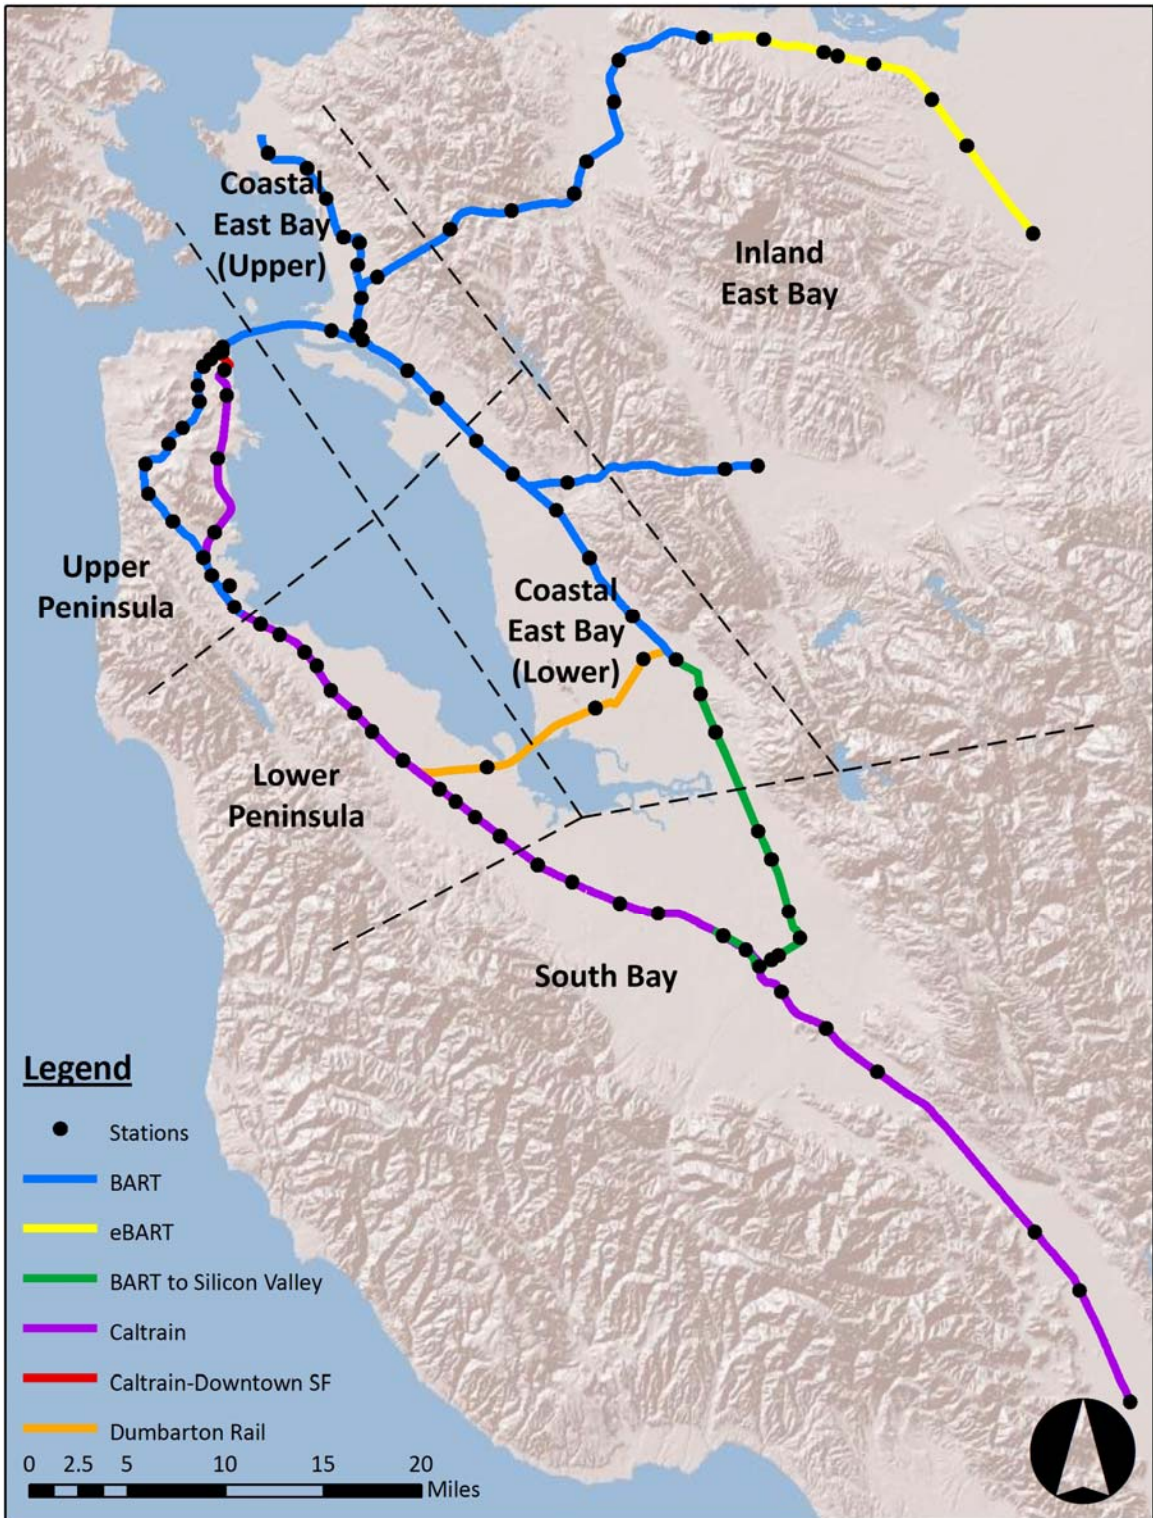 Coastal
East Bay
(Upper)
Inland
East Bay
Upper
Peninsula
Coastal
East Bay
(Lower)
Lower
Peninsula
South Bay
Legend
Stations
BART
eBART
BART to Silicon Valley
Caltrain
Caltrain-Downtown SF
Dumbarton Rail
0 2.5 5 10 15 20
Miles